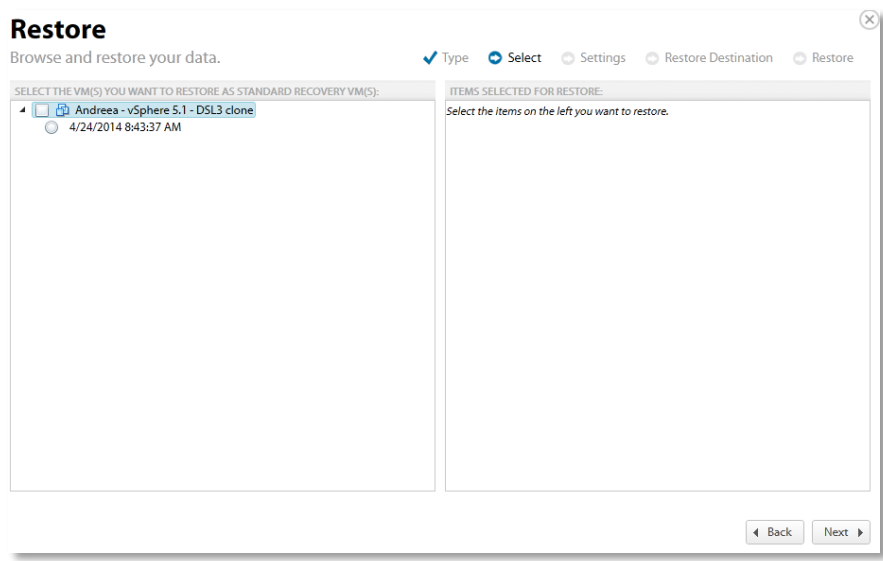 Restore
Browse and restore your data.
Type Select Settings Restore Destination Restore
SELECT THE VM(S) YOU WANT TO RESTORE AS STANDARD RECOVERY VM(S):
Andreea - vSphere 5.1 - DSL3 clone
4/24/2014 8:43:37 AM
ITEMS SELECTED FOR RESTORE:
Select the items on the left you want to restore.
Back Next